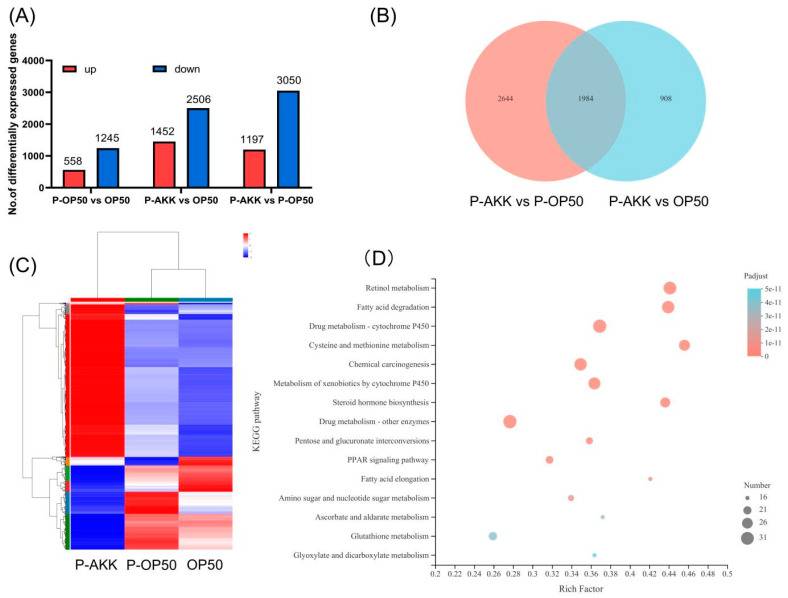 (A)
No.of differentially expressed genes
4000
3000
2000
1000
0
up
down
558
1245
1452
2506
1197
3050
P-OP50 vs OP50
P-AKK vs OP50
P-AKK vs P-OP50
(B)
2644
1984
908
P-AKK vs P-OP50
P-AKK vs OP50
(C)
P-AKK
P-OP50
OP50
(D)
KEGG pathway
Retinol metabolism
Fatty acid degradation
Drug metabolism - cytochrome P450
Cysteine and methionine metabolism
Chemical carcinogenesis
Metabolism of xenobiotics by cytochrome P450
Steroid hormone biosynthesis
Drug metabolism - other enzymes
Pentose and glucuronate interconversions
PPAR signaling pathway
Fatty acid elongation
Amino sugar and nucleotide sugar metabolism
Ascorbate and aldarate metabolism
Glutathione metabolism
Glyoxylate and dicarboxylate metabolism
0.2 0.22 0.24 0.26 0.28 0.3 0.32 0.34 0.36 0.38 0.4 0.42 0.44 0.46 0.48 0.5
Rich Factor
Padjust
5e-11
4e-11
3e-11
2e-11
1e-11
0
Number
16
21
26
31